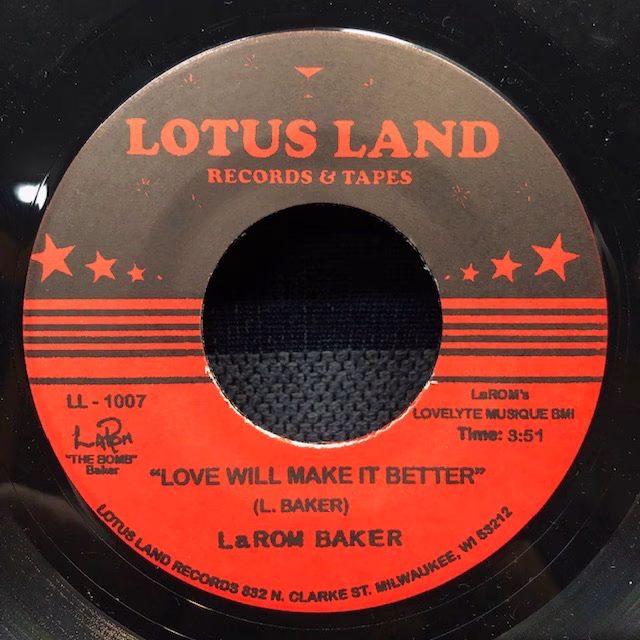 LOTUS LAND
RECORDS & TAPES
LL - 1007
LaRom
"THE BOMB"
Baker
LaROM's
LOVELYTE MUSIQUE BMI
Time: 3:51
"LOVE WILL MAKE IT BETTER"
(L. BAKER)
LaROM BAKER
LOTUS LAND RECORDS 832 N. CLARKE ST. MILWAUKEE, WI 53212